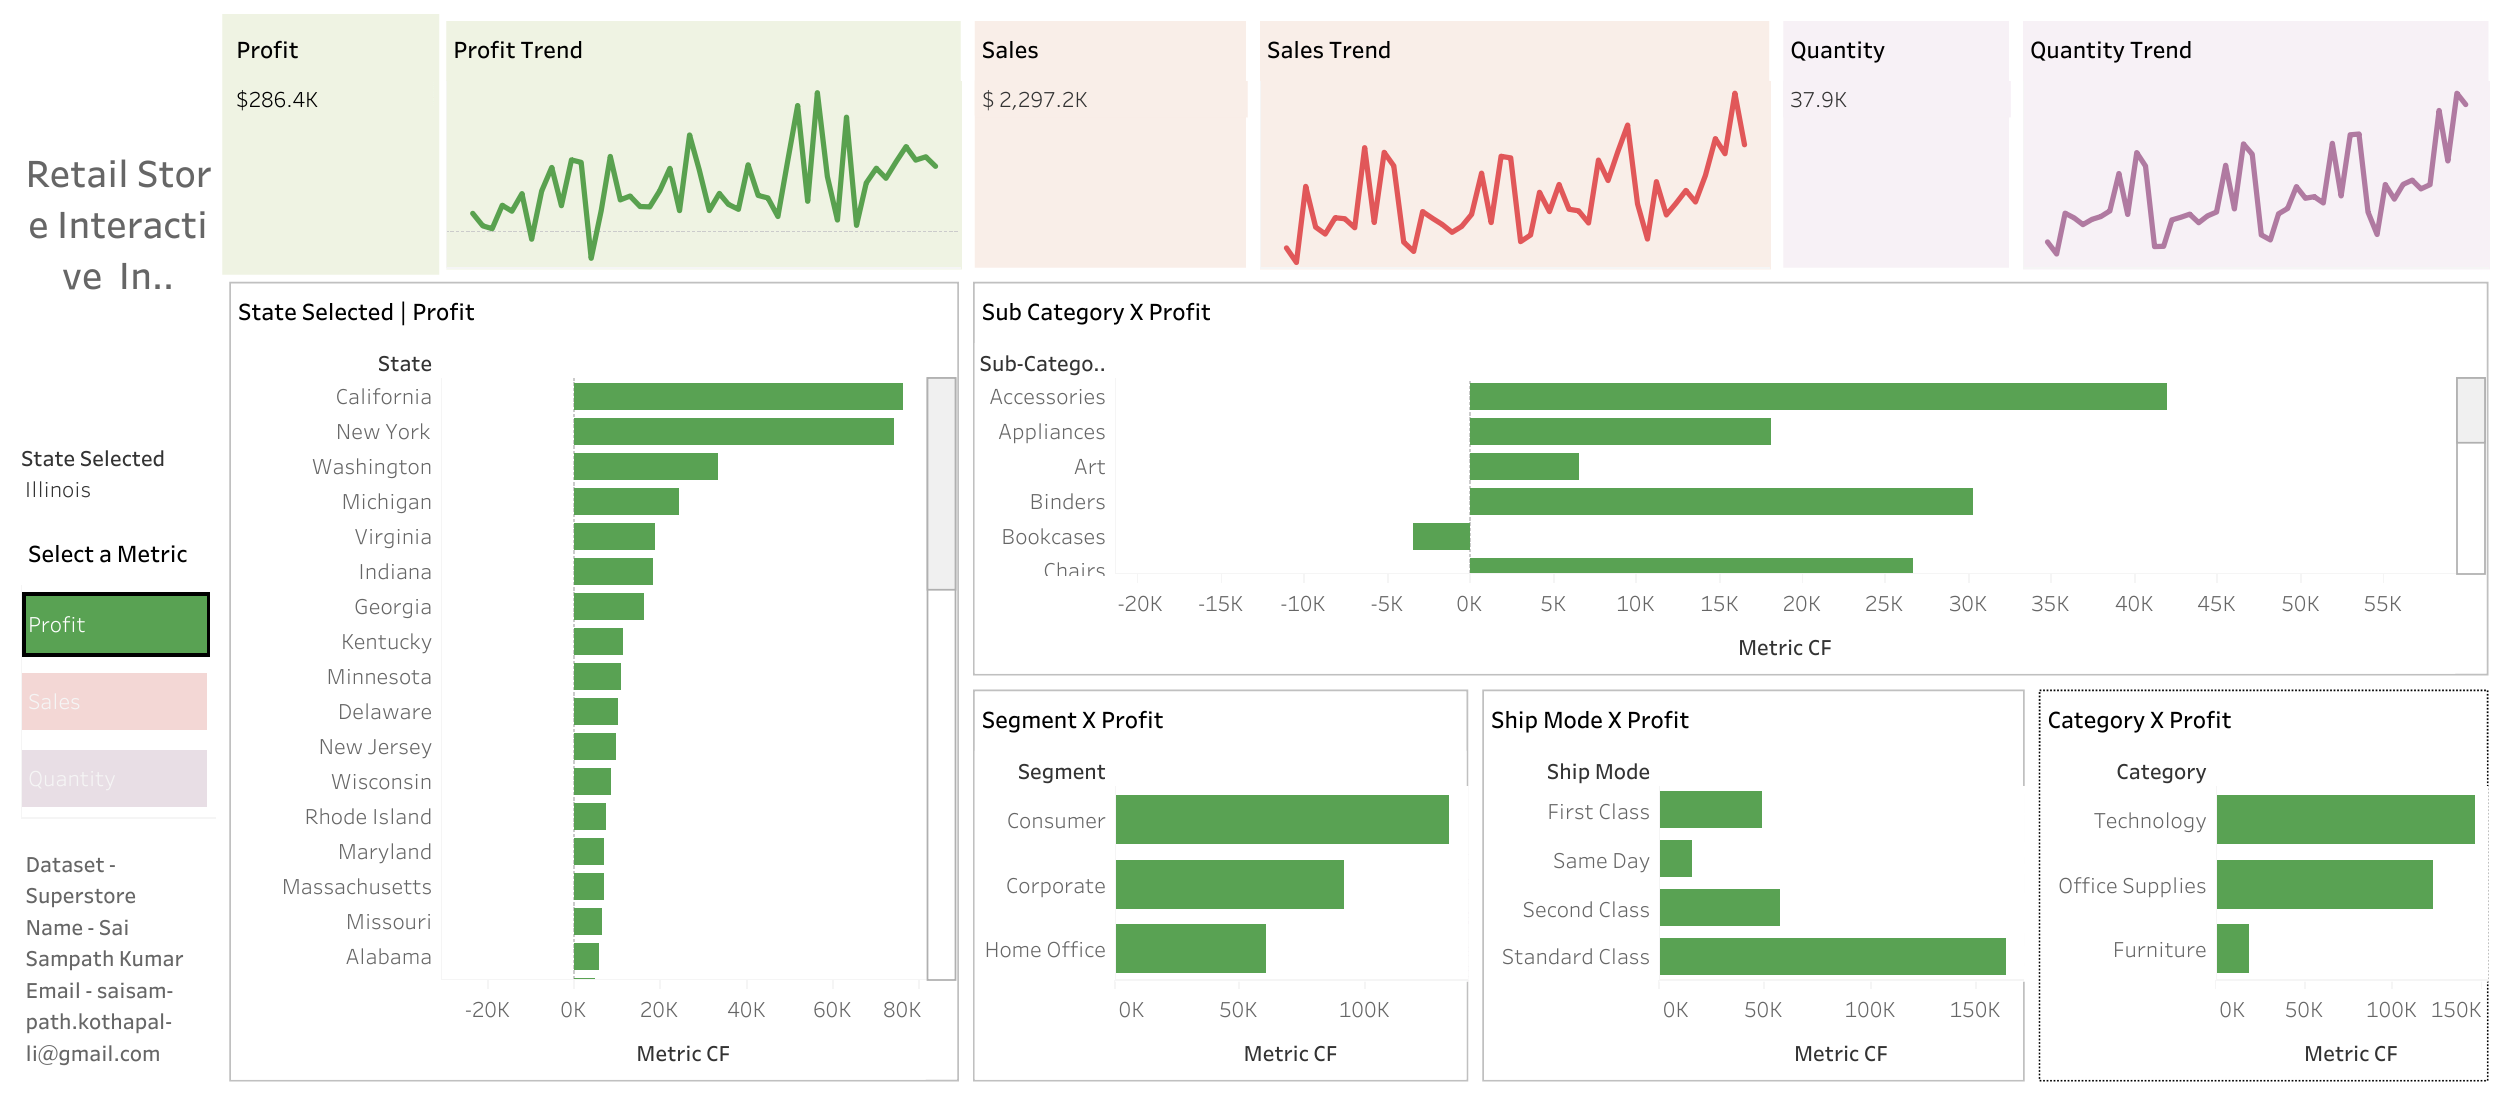 Retail Stor
e Interacti
ve In..
State Selected
Illinois
Select a Metric
Profit
Sales
Quantity
Dataset -
Superstore
Name - Sai
Sampath Kumar
Email - saisam-
path.kothapal-
li@gmail.com
Profit
$286.4K
Profit Trend
Sales
$ 2,297.2K
Sales Trend
Quantity
37.9K
Quantity Trend
State Selected | Profit
State
California
New York
Washington
Michigan
Virginia
Indiana
Georgia
Kentucky
Minnesota
Delaware
New Jersey
Wisconsin
Rhode Island
Maryland
Massachusetts
Missouri
Alabama
-20K 0K 20K 40K 60K 80K
Metric CF
Sub Category X Profit
Sub-Catego..
Accessories
Appliances
Art
Binders
Bookcases
Chairs
-20K -15K -10K -5K 0K 5K 10K 15K 20K 25K 30K 35K 40K 45K 50K 55K
Metric CF
Segment X Profit
Segment
Consumer
Corporate
Home Office
0K 50K 100K
Metric CF
Ship Mode X Profit
Ship Mode
First Class
Same Day
Second Class
Standard Class
0K 50K 100K 150K
Metric CF
Category X Profit
Category
Technology
Office Supplies
Furniture
0K 50K 100K 150K
Metric CF